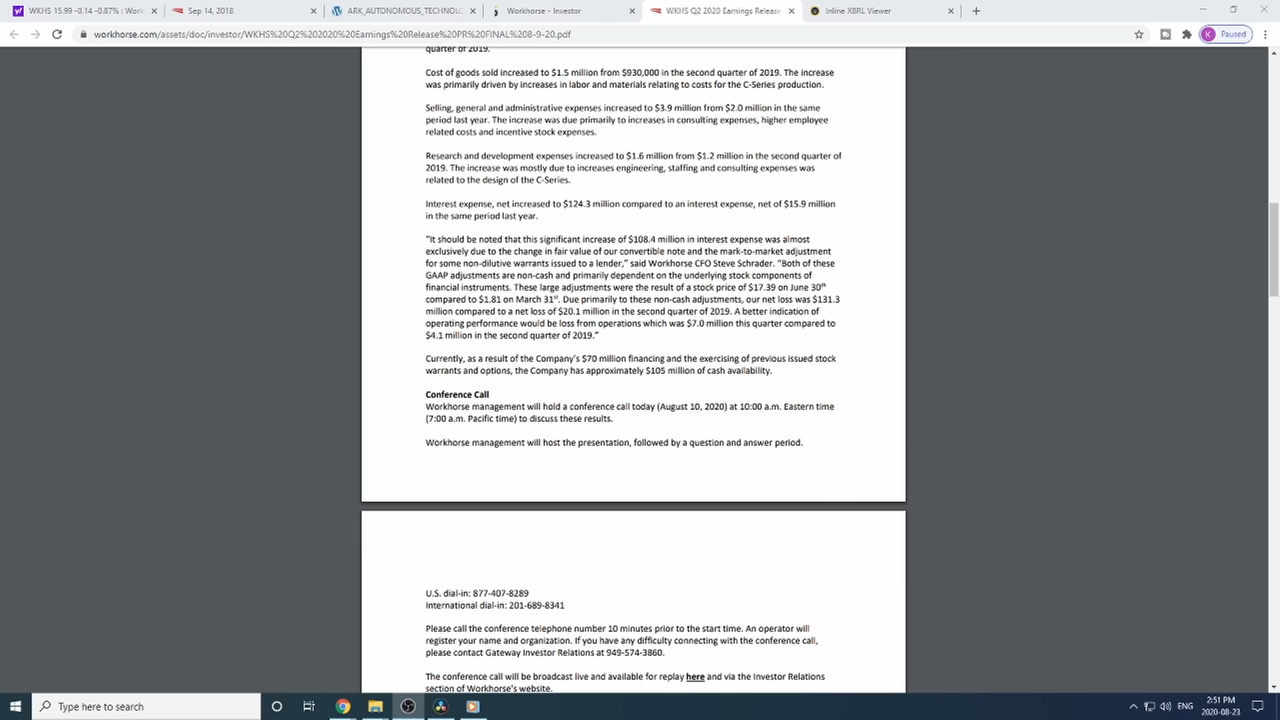 WKHS 15.99 -0.14 -0.87% : Work
Sep 14, 2018
ARK_AUTONOMOUS_TECHNOLO
Workhorse - Investor
WKHS Q2 2020 Earnings Release
Inline XBRL Viewer
workhorse.com/assets/doc/investor/WKHS%20Q2%202020%20Earnings%20Release%20PR%20FINAL%208-9-20.pdf
K Paused
quarter of 2019.
Cost of goods sold increased to $1.5 million from $930,000 in the second quarter of 2019. The increase
was primarily driven by increases in labor and materials relating to costs for the C-Series production.
Selling, general and administrative expenses increased to $3.9 million from $2.0 million in the same
period last year. The increase was due primarily to increases in consulting expenses, higher employee
related costs and incentive stock expenses.
Research and development expenses increased to $1.6 million from $1.2 million in the second quarter of
2019. The increase was mostly due to increases engineering, staffing and consulting expenses was
related to the design of the C-Series.
Interest expense, net increased to $124.3 million compared to an interest expense, net of $15.9 million
in the same period last year.
"It should be noted that this significant increase of $108.4 million in interest expense was almost
exclusively due to the change in fair value of our convertible note and the mark-to-market adjustment
for some non-dilutive warrants issued to a lender," said Workhorse CFO Steve Schrader. "Both of these
GAAP adjustments are non-cash and primarily dependent on the underlying stock components of
financial instruments. These large adjustments were the result of a stock price of $17.39 on June 30th
compared to $1.81 on March 31st. Due primarily to these non-cash adjustments, our net loss was $131.3
million compared to a net loss of $20.1 million in the second quarter of 2019. A better indication of
operating performance would be loss from operations which was $7.0 million this quarter compared to
$4.1 million in the second quarter of 2019."
Currently, as a result of the Company's $70 million financing and the exercising of previous issued stock
warrants and options, the Company has approximately $105 million of cash availability.
Conference Call
Workhorse management will hold a conference call today (August 10, 2020) at 10:00 a.m. Eastern time
(7:00 a.m. Pacific time) to discuss these results.
Workhorse management will host the presentation, followed by a question and answer period.
U.S. dial-in: 877-407-8289
International dial-in: 201-689-8341
Please call the conference telephone number 10 minutes prior to the start time. An operator will
register your name and organization. If you have any difficulty connecting with the conference call,
please contact Gateway Investor Relations at 949-574-3860.
The conference call will be broadcast live and available for replay here and via the Investor Relations
section of Workhorse's website.
Type here to search
ENG
2:51 PM
2020-08-23